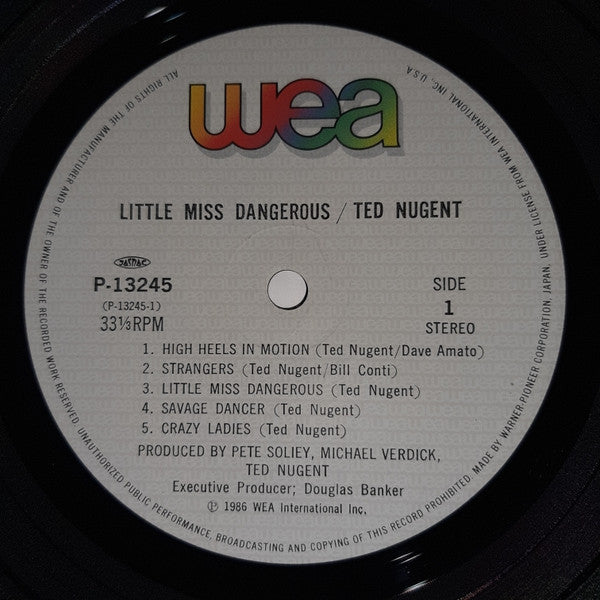 wea
LITTLE MISS DANGEROUS / TED NUGENT
JASRAC
P-13245
(P-13245-1)
33⅓RPM
SIDE
1
STEREO
1. HIGH HEELS IN MOTION (Ted Nugent/Dave Amato)
2. STRANGERS (Ted Nugent/Bill Conti)
3. LITTLE MISS DANGEROUS (Ted Nugent)
4. SAVAGE DANCER (Ted Nugent)
5. CRAZY LADIES (Ted Nugent)
PRODUCED BY PETE SOLIEY, MICHAEL VERDICK,
TED NUGENT
Executive Producer; Douglas Banker
℗ 1986 WEA International Inc,
ALL RIGHTS OF THE MANUFACTURER AND OF THE OWNER OF THE RECORDED WORK RESERVED. UNAUTHORIZED PUBLIC PERFORMANCE, BROADCASTING AND COPYING OF THIS RECORD PROHIBITED. MADE BY WARNER-PIONEER CORPORATION, JAPAN, UNDER LICENSE FROM WEA INTERNATIONAL INC. U.S.A